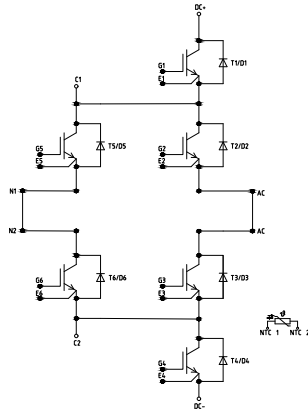 DC+
G1
T1/D1
E1
C1
G5
T5/D5
E5
G2
T2/D2
E2
N1
AC
N2
AC
G6
T6/D6
E6
G3
T3/D3
E3
C2
G4
T4/D4
E4
DC-
ϑ
NTC 1
NTC 2